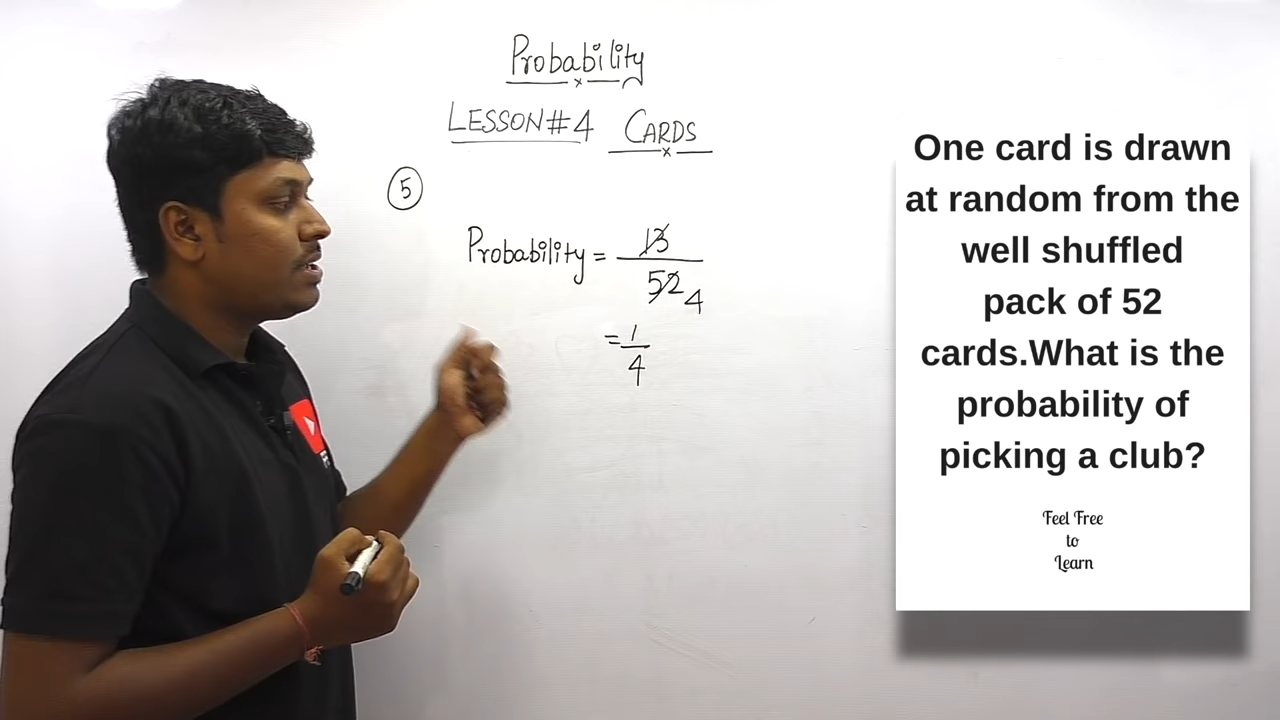 Probability
LESSON#4 CARDS
5
Probability = 13
52 4
= 1
4
One card is drawn
at random from the
well shuffled
pack of 52
cards.What is the
probability of
picking a club?
Feel Free
to
Learn